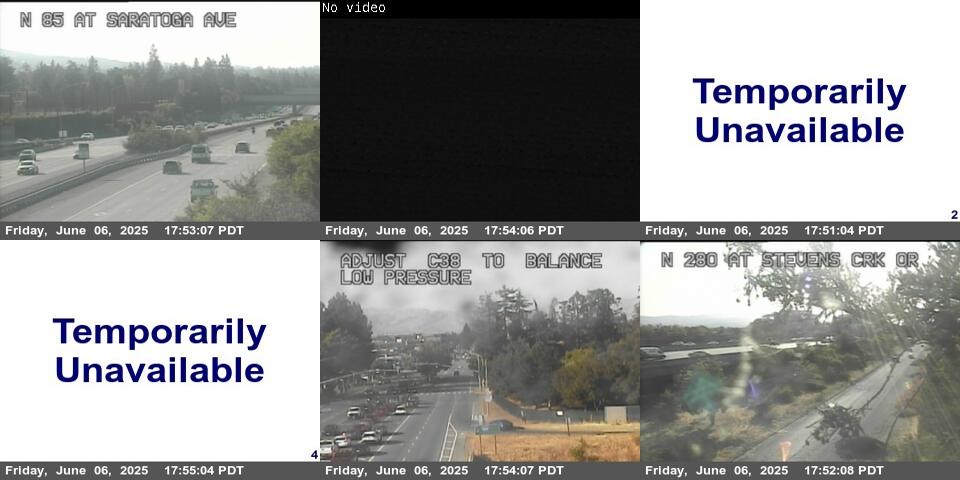 N 85 AT SARATOGA AVE
Friday, June 06, 2025 17:53:07 PDT
No video
Friday, June 06, 2025 17:54:06 PDT
Temporarily
Unavailable
2
Friday, June 06, 2025 17:51:04 PDT
Temporarily
Unavailable
4
Friday, June 06, 2025 17:55:04 PDT
ADJUST C38 TO BALANCE
LOW PRESSURE
Friday, June 06, 2025 17:54:07 PDT
N 280 AT STEVENS CRK OR
Friday, June 06, 2025 17:52:08 PDT